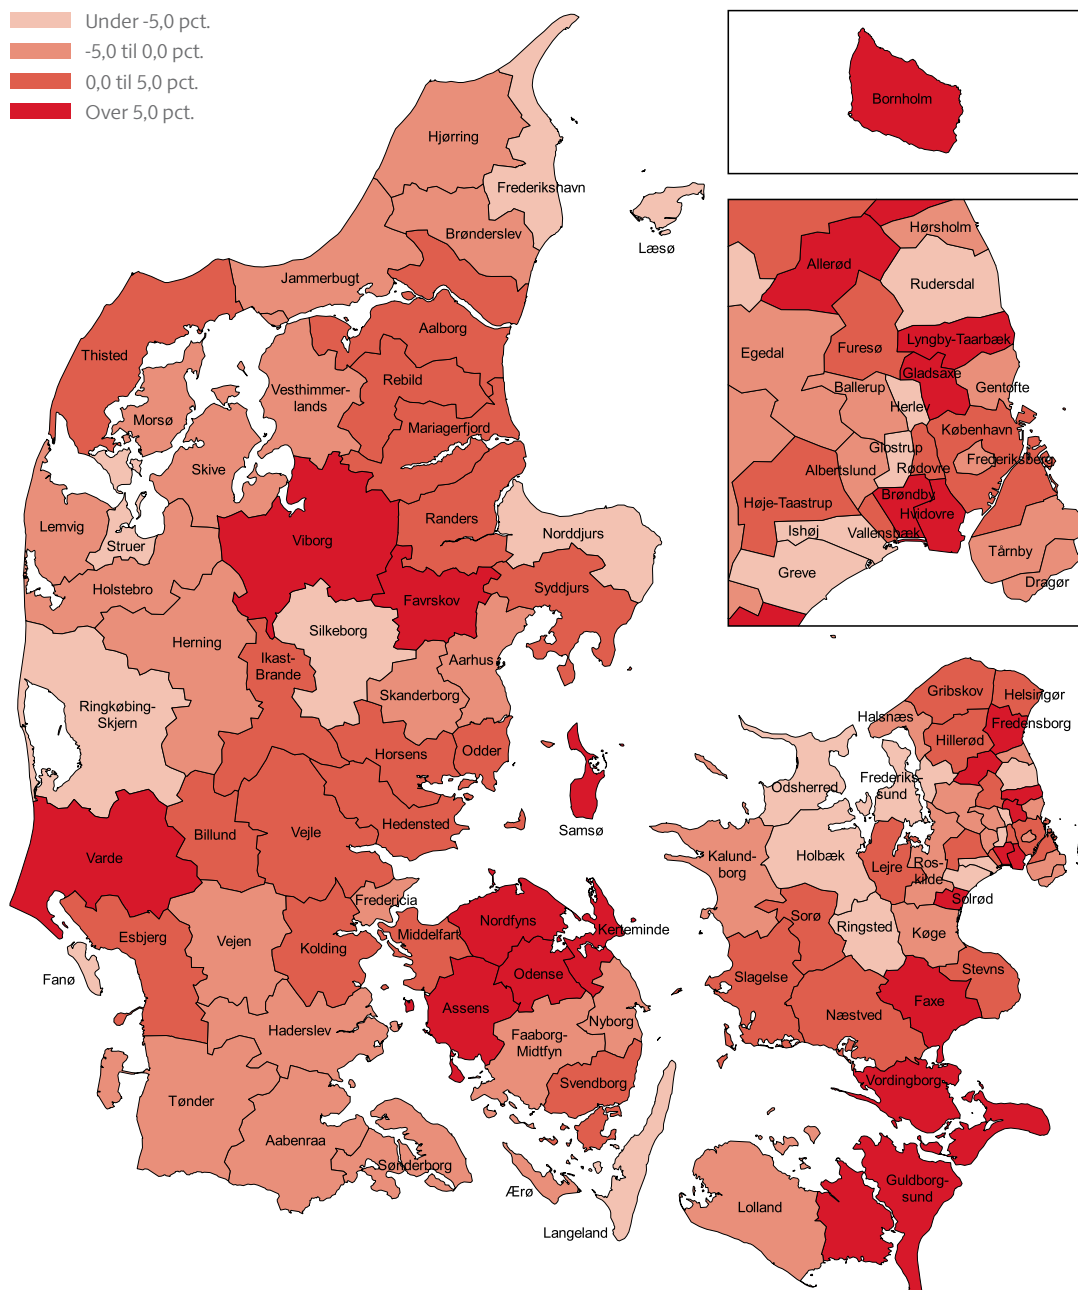 Under -5,0 pct.
-5,0 til 0,0 pct.
0,0 til 5,0 pct.
Over 5,0 pct.
Bornholm
Hjørring
Frederikshavn
Læsø
Brønderslev
Jammerbugt
Aalborg
Thisted
Vesthimmer-
lands
Rebild
Morsø
Mariagerfjord
Skive
Lemvig
Struer
Viborg
Randers
Norddjurs
Holstebro
Favrskov
Syddjurs
Herning
Silkeborg
Ikast-
Brande
Aarhus
Skanderborg
Ringkøbing-
Skjern
Horsens
Odder
Samsø
Hedensted
Billund
Vejle
Varde
Fredericia
Esbjerg
Vejen
Kolding
Fanø
Haderslev
Tønder
Aabenraa
Sønderborg
Middelfart
Nordfyns
Kerteminde
Odense
Assens
Nyborg
Faaborg-
Midtfyn
Svendborg
Ærø
Langeland
Hørsholm
Allerød
Rudersdal
Lyngby-Taarbæk
Egedal
Furesø
Gladsaxe
Ballerup
Gentofte
Herlev
København
Glostrup
Frederiksberg
Albertslund
Rødovre
Høje-Taastrup
Brøndby
Hvidovre
Ishøj
Vallensbæk
Tårnby
Greve
Dragør
Gribskov
Helsingør
Halsnæs
Fredensborg
Hillerød
Odsherred
Frederiks-
sund
Holbæk
Kalund-
borg
Lejre
Ros-
kilde
Solrød
Sorø
Ringsted
Køge
Slagelse
Stevns
Næstved
Faxe
Vordingborg
Guldborg-
sund
Lolland